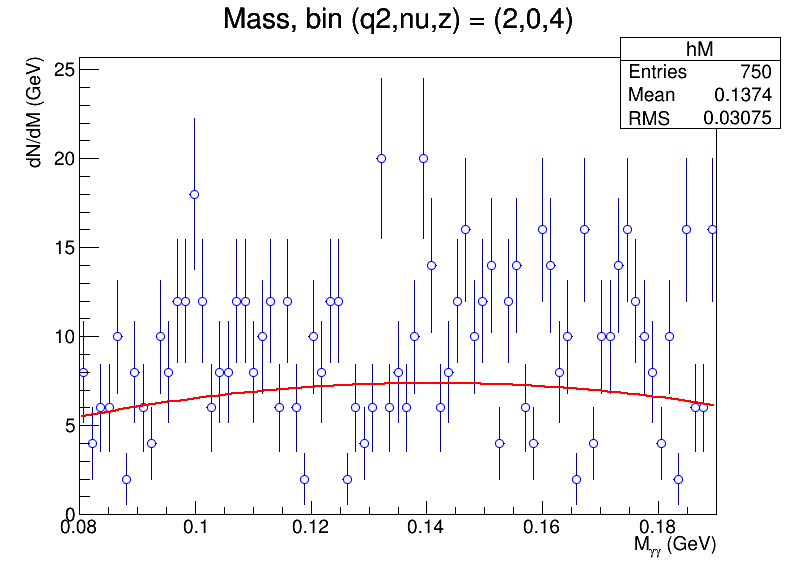 Mass, bin (q2,nu,z) = (2,0,4)
hM
Entries 750
Mean 0.1374
RMS 0.03075
dN/dM (GeV)
25
20
15
10
5
0
0.08 0.1 0.12 0.14 0.16 0.18
Mγγ (GeV)